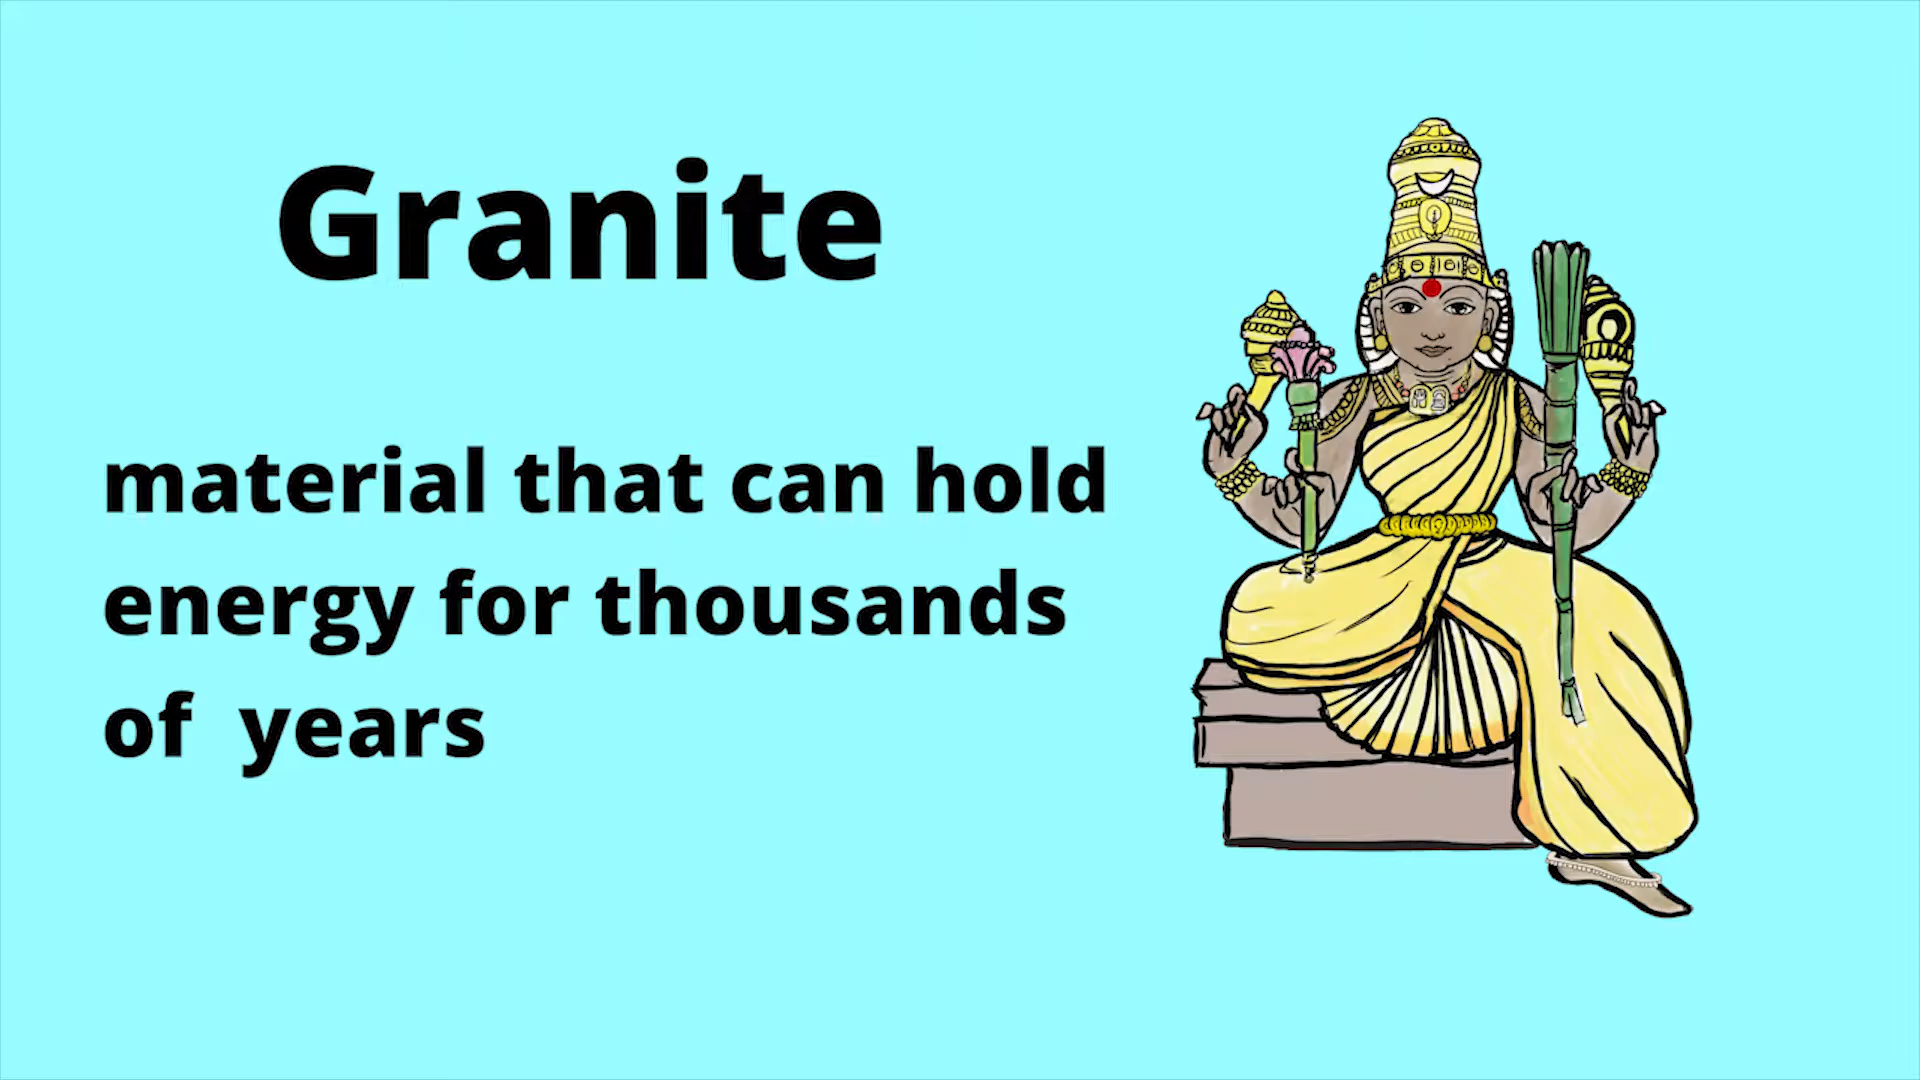 Granite
material that can hold
energy for thousands
of years